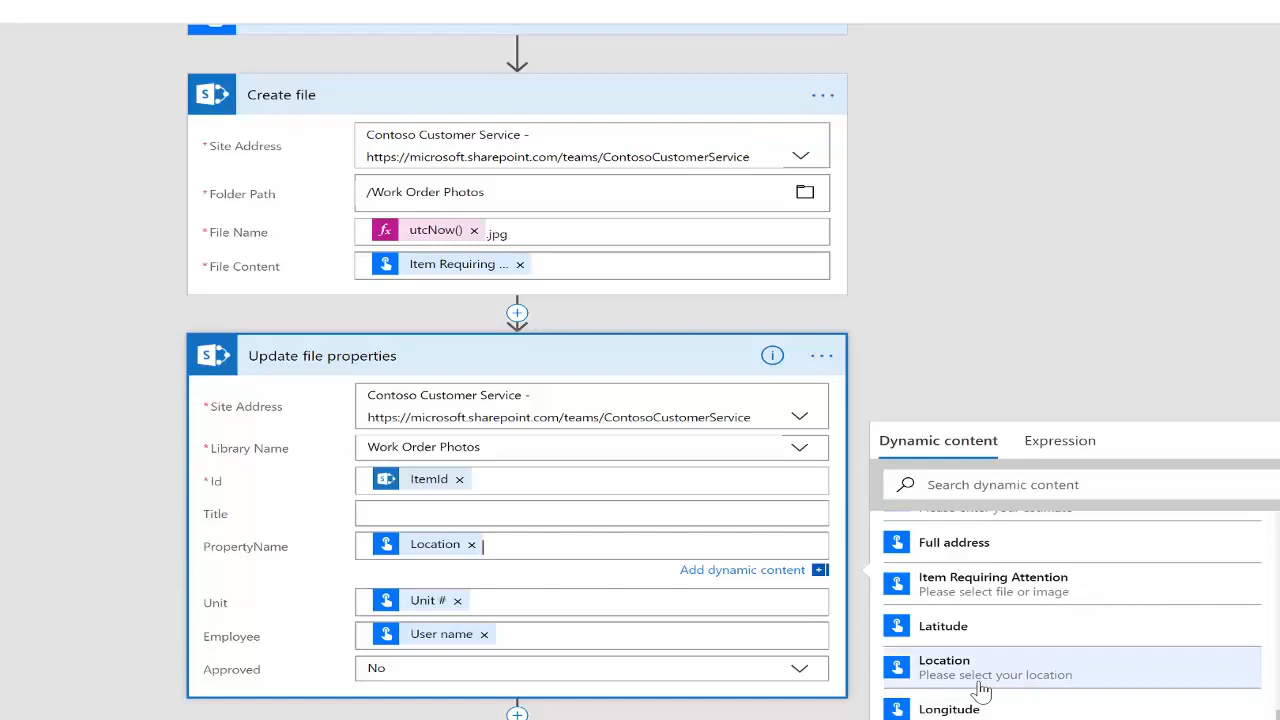 Create file
...
*Site Address
Contoso Customer Service -
https://microsoft.sharepoint.com/teams/ContosoCustomerService
*Folder Path
/Work Order Photos
*File Name
fx utcNow() × .jpg
*File Content
Item Requiring ... ×
Update file properties
...
*Site Address
Contoso Customer Service -
https://microsoft.sharepoint.com/teams/ContosoCustomerService
*Library Name
Work Order Photos
*Id
ItemId ×
Title
PropertyName
Location ×
Add dynamic content
Unit
Unit # ×
Employee
User name ×
Approved
No
Dynamic content
Expression
Search dynamic content
Full address
Item Requiring Attention
Please select file or image
Latitude
Location
Please select your location
Longitude